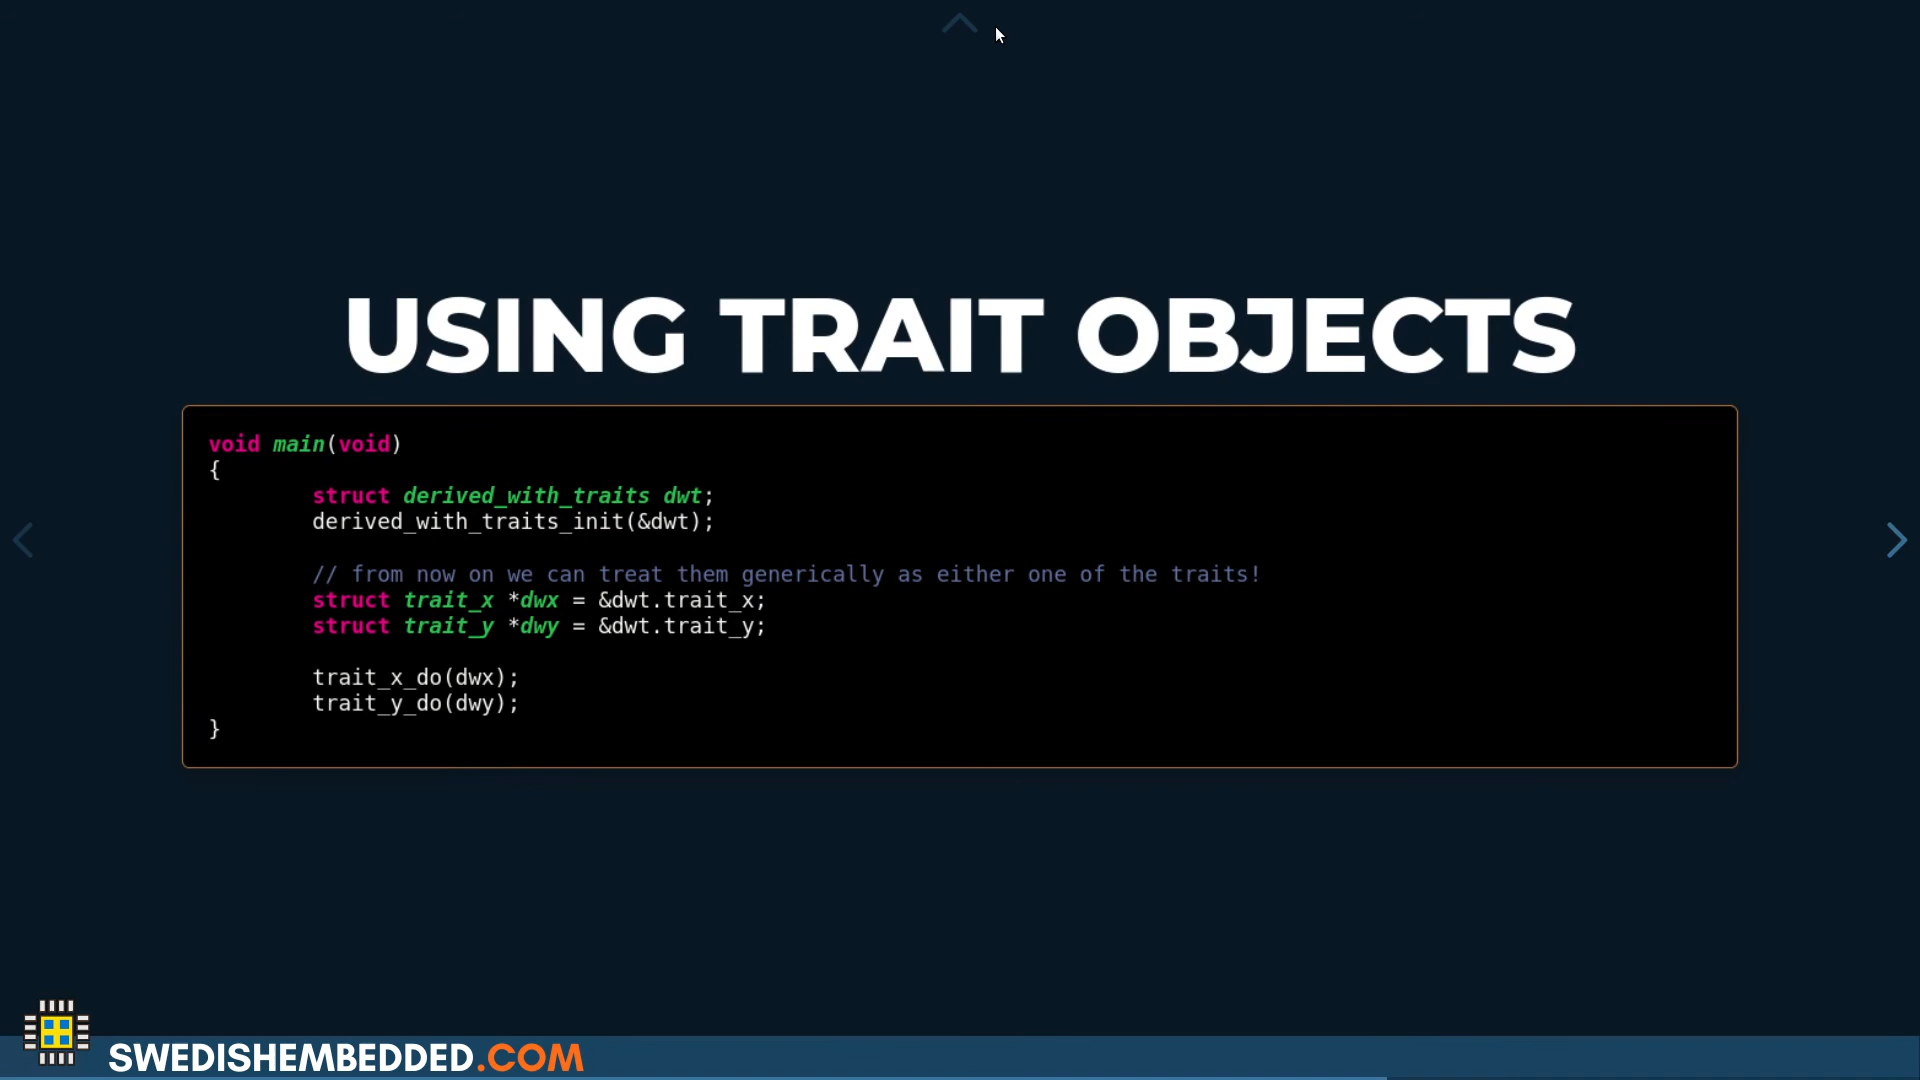 USING TRAIT OBJECTS
void main(void)
{
struct derived_with_traits dwt;
derived_with_traits_init(&dwt);
// from now on we can treat them generically as either one of the traits!
struct trait_x *dwx = &dwt.trait_x;
struct trait_y *dwy = &dwt.trait_y;
trait_x_do(dwx);
trait_y_do(dwy);
}
SWEDISHEMBEDDED.COM